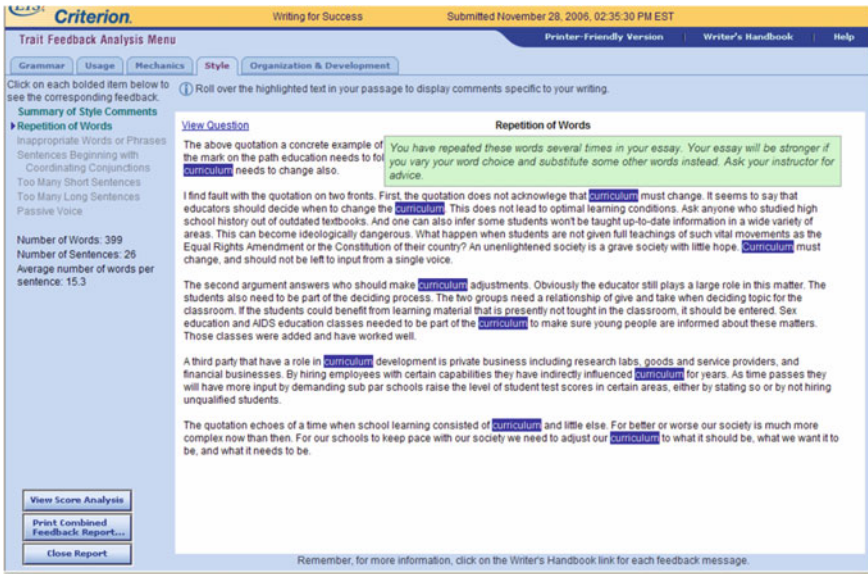 ETS. Criterion. Writing for Success Submitted November 28, 2006, 02:35:30 PM EST
Trait Feedback Analysis Menu Printer-Friendly Version | Writer's Handbook | Help
Grammar Usage Mechanics Style Organization & Development
Click on each bolded item below to
see the corresponding feedback.
Roll over the highlighted text in your passage to display comments specific to your writing.
Summary of Style Comments
Repetition of Words
Inappropriate Words or Phrases
Sentences Beginning with
Coordinating Conjunctions
Too Many Short Sentences
Too Many Long Sentences
Passive Voice
Number of Words: 399
Number of Sentences: 26
Average number of words per
sentence: 15.3
View Question Repetition of Words
The above quotation a concrete example of
the mark on the path education needs to fol
curriculum needs to change also.
You have repeated these words several times in your essay. Your essay will be stronger if
you vary your word choice and substitute some other words instead. Ask your instructor for
advice.
I find fault with the quotation on two fronts. First, the quotation does not acknowlege that curriculum must change. It seems to say that
educators should decide when to change the curriculum. This does not lead to optimal learning conditions. Ask anyone who studied high
school history out of outdated textbooks. And one can also infer some students won't be taught up-to-date information in a wide variety of
areas. This can become ideologically dangerous. What happen when students are not given full teachings of such vital movements as the
Equal Rights Amendment or the Constitution of their country? An unenlightened society is a grave society with little hope. Curriculum must
change, and should not be left to input from a single voice.
The second argument answers who should make curriculum adjustments. Obviously the educator still plays a large role in this matter. The
students also need to be part of the deciding process. The two groups need a relationship of give and take when deciding topic for the
classroom. If the students could benefit from learning material that is presently not tought in the classroom, it should be entered. Sex
education and AIDS education classes needed to be part of the curriculum to make sure young people are informed about these matters.
Those classes were added and have worked well.
A third party that have a role in curriculum development is private business including research labs, goods and service providers, and
financial businesses. By hiring employees with certain capabilities they have indirectly influenced curriculum for years. As time passes they
will have more input by demanding sub par schools raise the level of student test scores in certain areas, either by stating so or by not hiring
unqualified students.
The quotation echoes of a time when school learning consisted of curriculum and little else. For better or worse our society is much more
complex now than then. For our schools to keep pace with our society we need to adjust our curriculum to what it should be, what we want it to
be, and what it needs to be.
View Score Analysis
Print Combined
Feedback Report...
Close Report
Remember, for more information, click on the Writer's Handbook link for each feedback message.